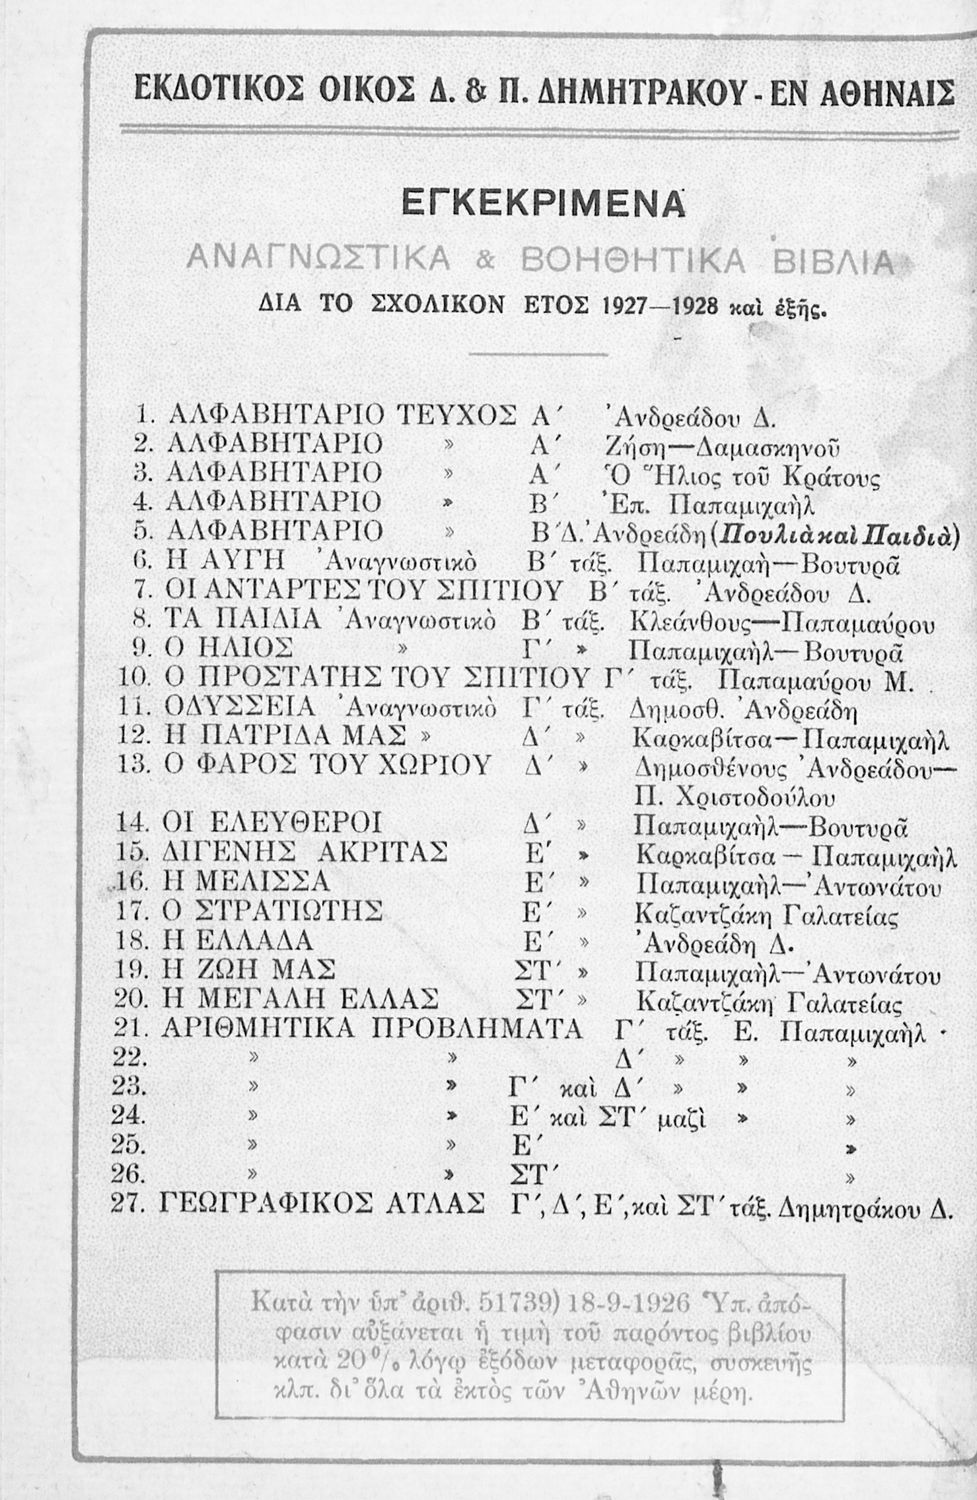 ΕΚΔΟΤΙΚΟΣ ΟΙΚΟΣ Δ. & Π. ΔΗΜΗΤΡΑΚΟΥ - ΕΝ ΑΘΗΝΑΙΣ
ΕΓΚΕΚΡΙΜΕΝΑ
ΑΝΑΓΝΩΣΤΙΚΑ & ΒΟΗΘΗΤΙΚΑ ΒΙΒΛΙΑ
ΔΙΑ ΤΟ ΣΧΟΛΙΚΟΝ ΕΤΟΣ 1927—1928 καὶ ἑξῆς.
1. ΑΛΦΑΒΗΤΑΡΙΟ ΤΕΥΧΟΣ Α΄ Ἀνδρεάδου Δ.
2. ΑΛΦΑΒΗΤΑΡΙΟ » Α΄ Ζήση—Δαμασκηνοῦ
3. ΑΛΦΑΒΗΤΑΡΙΟ » Α΄ Ὁ Ἥλιος τοῦ Κράτους
4. ΑΛΦΑΒΗΤΑΡΙΟ » Β΄ Ἐπ. Παπαμιχαὴλ
5. ΑΛΦΑΒΗΤΑΡΙΟ » Β΄Δ. Ἀνδρεάδη (Πουλιὰ καὶ Παιδιὰ)
6. Η ΑΥΓΗ Ἀναγνωστικὸ Β΄ τάξ. Παπαμιχαὴ—Βουτυρᾶ
7. ΟΙ ΑΝΤΑΡΤΕΣ ΤΟΥ ΣΠΙΤΙΟΥ Β΄ τάξ. Ἀνδρεάδου Δ.
8. ΤΑ ΠΑΙΔΙΑ Ἀναγνωστικὸ Β΄ τάξ. Κλεάνθους—Παπαμαύρου
9. Ο ΗΛΙΟΣ » Γ΄ » Παπαμιχαὴλ—Βουτυρᾶ
10. Ο ΠΡΟΣΤΑΤΗΣ ΤΟΥ ΣΠΙΤΙΟΥ Γ΄ τάξ. Παπαμαύρου Μ.
11. ΟΔΥΣΣΕΙΑ Ἀναγνωστικὸ Γ΄ τάξ. Δημοσθ. Ἀνδρεάδη
12. Η ΠΑΤΡΙΔΑ ΜΑΣ » Δ΄ » Καρκαβίτσα—Παπαμιχαὴλ
13. Ο ΦΑΡΟΣ ΤΟΥ ΧΩΡΙΟΥ Δ΄ » Δημοσθένους Ἀνδρεάδου—
Π. Χριστοδούλου
14. ΟΙ ΕΛΕΥΘΕΡΟΙ Δ΄ » Παπαμιχαὴλ—Βουτυρᾶ
15. ΔΙΓΕΝΗΣ ΑΚΡΙΤΑΣ Ε΄ » Καρκαβίτσα — Παπαμιχαὴλ
16. Η ΜΕΛΙΣΣΑ Ε΄ » Παπαμιχαὴλ—Ἀντωνάτου
17. Ο ΣΤΡΑΤΙΩΤΗΣ Ε΄ » Καζαντζάκη Γαλατείας
18. Η ΕΛΛΑΔΑ Ε΄ » Ἀνδρεάδη Δ.
19. Η ΖΩΗ ΜΑΣ ΣΤ΄ » Παπαμιχαὴλ—Ἀντωνάτου
20. Η ΜΕΓΑΛΗ ΕΛΛΑΣ ΣΤ΄ » Καζαντζάκη Γαλατείας
21. ΑΡΙΘΜΗΤΙΚΑ ΠΡΟΒΛΗΜΑΤΑ Γ΄ τάξ. Ε. Παπαμιχαὴλ
22. » » Δ΄ » » »
23. » » Γ΄ καὶ Δ΄ » » »
24. » » Ε΄ καὶ ΣΤ΄ μαζὶ » »
25. » » Ε΄ »
26. » » ΣΤ΄ »
27. ΓΕΩΓΡΑΦΙΚΟΣ ΑΤΛΑΣ Γ΄, Δ΄, Ε΄, καὶ ΣΤ΄ τάξ. Δημητράκου Δ.
Κατὰ τὴν ὑπ' ἀριθ. 51739) 18-9-1926 Ὑπ. ἀπό-
φασιν αὐξάνεται ἡ τιμὴ τοῦ παρόντος βιβλίου
κατὰ 20% λόγῳ ἐξόδων μεταφορᾶς, συσκευῆς
κλπ. δι' ὅλα τὰ ἐκτὸς τῶν Ἀθηνῶν μέρη.